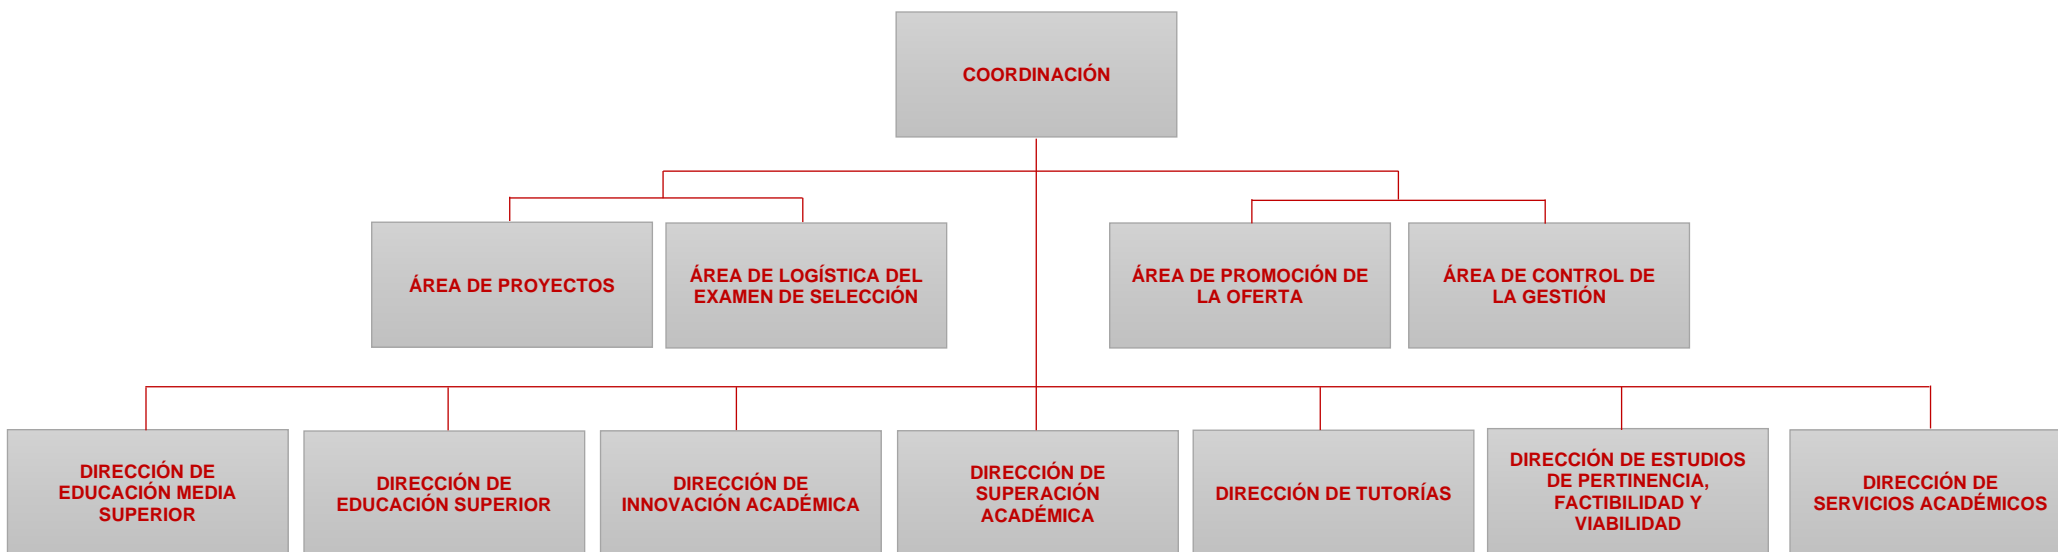 COORDINACIÓN
ÁREA DE PROYECTOS
ÁREA DE LOGÍSTICA DEL
EXAMEN DE SELECCIÓN
ÁREA DE PROMOCIÓN DE
LA OFERTA
ÁREA DE CONTROL DE
LA GESTIÓN
DIRECCIÓN DE
EDUCACIÓN MEDIA
SUPERIOR
DIRECCIÓN DE
EDUCACIÓN SUPERIOR
DIRECCIÓN DE
INNOVACIÓN ACADÉMICA
DIRECCIÓN DE
SUPERACIÓN
ACADÉMICA
DIRECCIÓN DE TUTORÍAS
DIRECCIÓN DE ESTUDIOS
DE PERTINENCIA,
FACTIBILIDAD Y
VIABILIDAD
DIRECCIÓN DE
SERVICIOS ACADÉMICOS